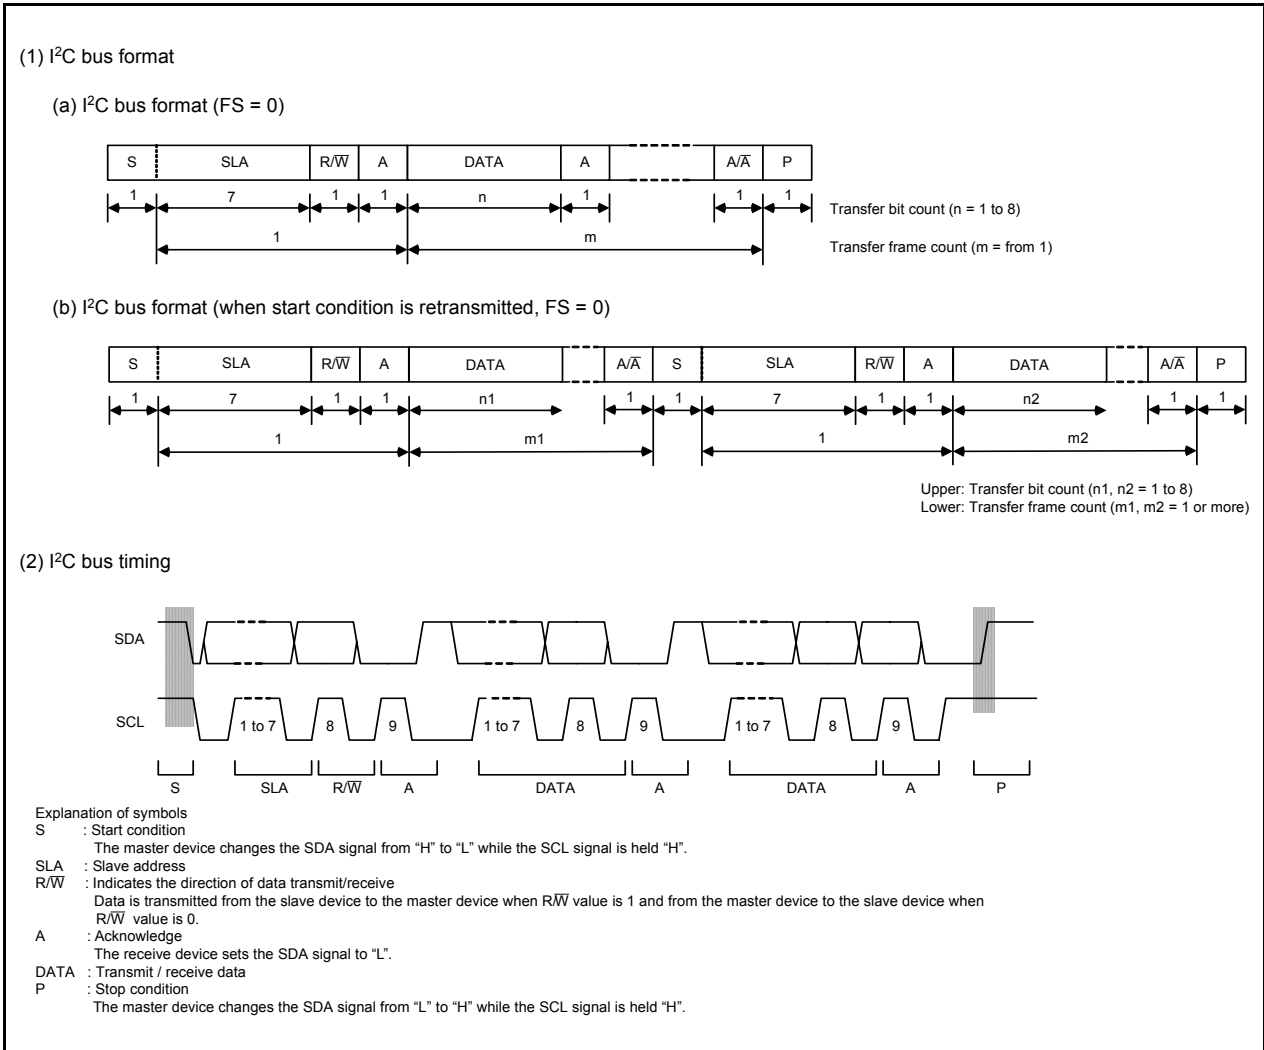 (1) I²C bus format
(a) I²C bus format (FS = 0)
S SLA R/W̅ A DATA A A/A̅ P
1 7 1 1 n 1 1 1
Transfer bit count (n = 1 to 8)
1 m
Transfer frame count (m = from 1)
(b) I²C bus format (when start condition is retransmitted, FS = 0)
S SLA R/W̅ A DATA A/A̅ S SLA R/W̅ A DATA A/A̅ P
1 7 1 1 n1 1 1 7 1 1 n2 1 1
1 m1 1 m2
Upper: Transfer bit count (n1, n2 = 1 to 8)
Lower: Transfer frame count (m1, m2 = 1 or more)
(2) I²C bus timing
SDA
SCL 1 to 7 8 9 1 to 7 8 9 1 to 7 8 9
S SLA R/W̅ A DATA A DATA A P
Explanation of symbols
S : Start condition
The master device changes the SDA signal from “H” to “L” while the SCL signal is held “H”.
SLA : Slave address
R/W̅ : Indicates the direction of data transmit/receive
Data is transmitted from the slave device to the master device when R/W̅ value is 1 and from the master device to the slave device when
R/W̅ value is 0.
A : Acknowledge
The receive device sets the SDA signal to “L”.
DATA : Transmit / receive data
P : Stop condition
The master device changes the SDA signal from “L” to “H” while the SCL signal is held “H”.